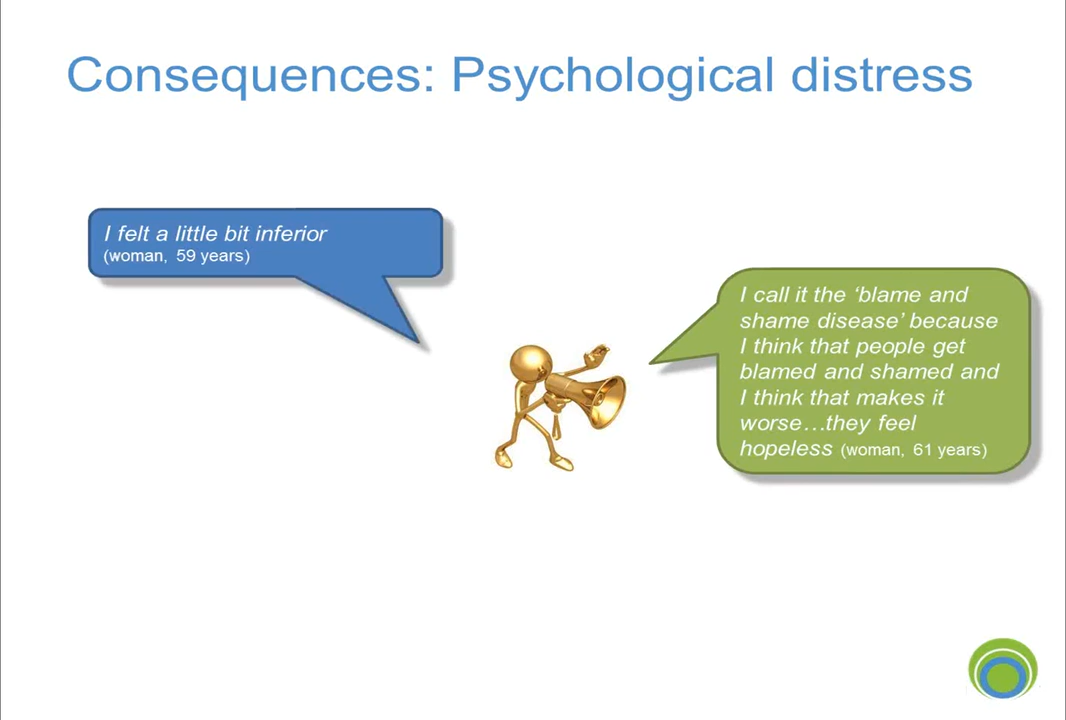 Consequences: Psychological distress
I felt a little bit inferior
(woman, 59 years)
I call it the ‘blame and
shame disease’ because
I think that people get
blamed and shamed and
I think that makes it
worse…they feel
hopeless (woman, 61 years)